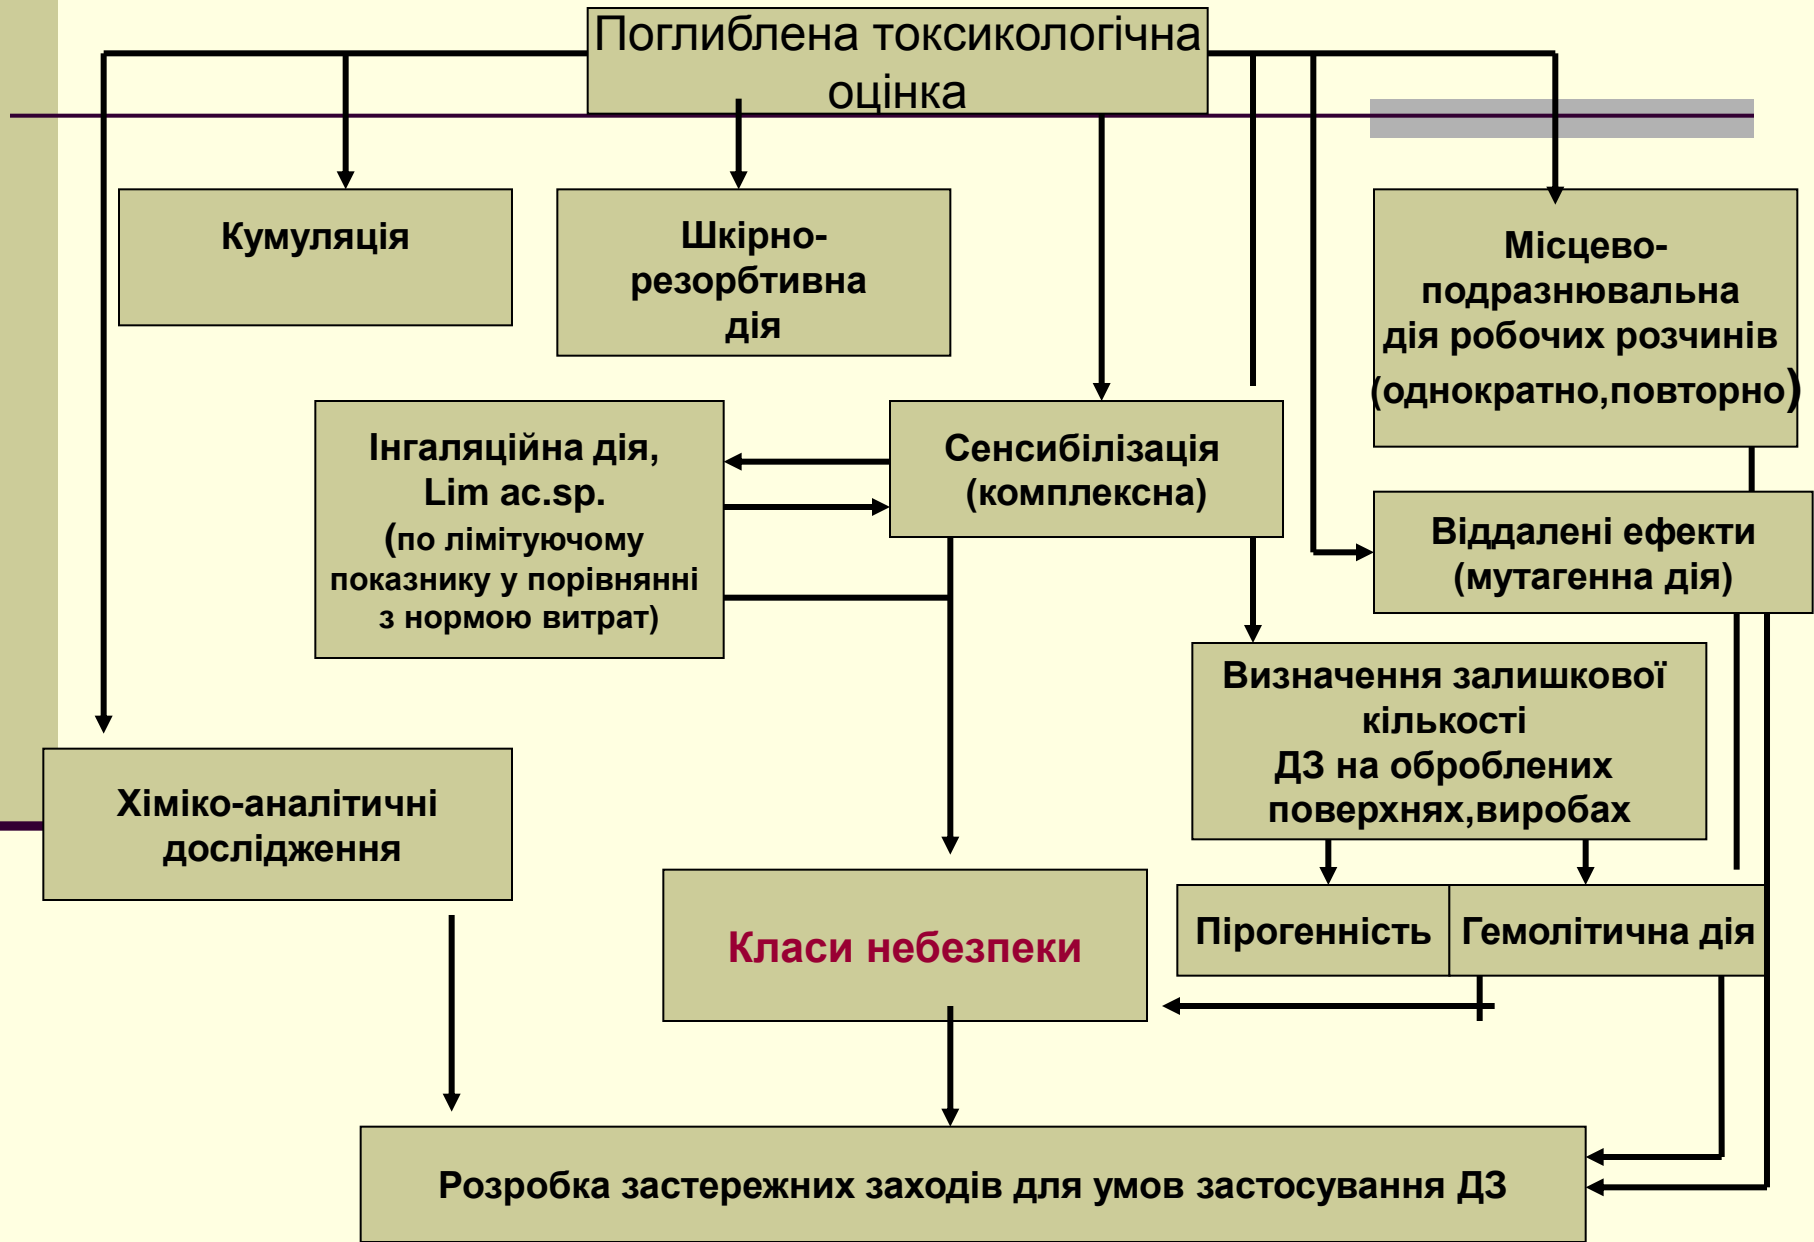 Поглиблена токсикологічна
оцінка
Кумуляція
Шкірно-
резорбтивна
дія
Місцево-
подразнювальна
дія робочих розчинів
(однократно,повторно)
Інгаляційна дія,
Lim ac.sp.
(по лімітуючому
показнику у порівнянні
з нормою витрат)
Сенсибілізація
(комплексна)
Віддалені ефекти
(мутагенна дія)
Визначення залишкової
кількості
ДЗ на оброблених
поверхнях,виробах
Хіміко-аналітичні
дослідження
Класи небезпеки
Пірогенність
Гемолітична дія
Розробка застережних заходів для умов застосування ДЗ